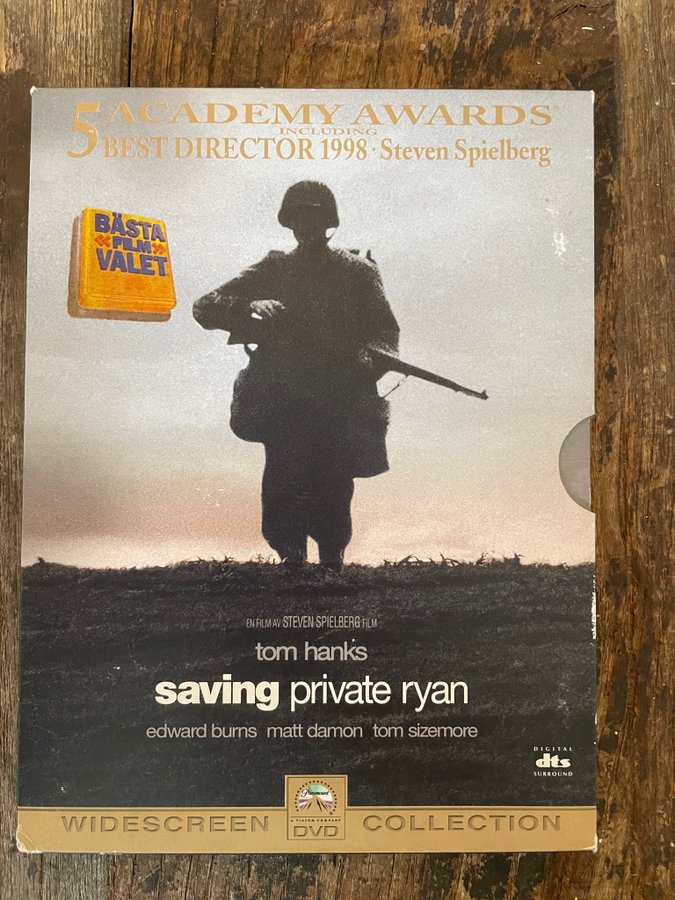 5 ACADEMY AWARDS®
INCLUDING
BEST DIRECTOR 1998 · Steven Spielberg
BÄSTA
«FILM»
VALET
EN FILM AV STEVEN SPIELBERG FILM
tom hanks
saving private ryan
edward burns matt damon tom sizemore
DIGITAL
dts
SURROUND
Paramount
A VIACOM COMPANY
WIDESCREEN DVD COLLECTION